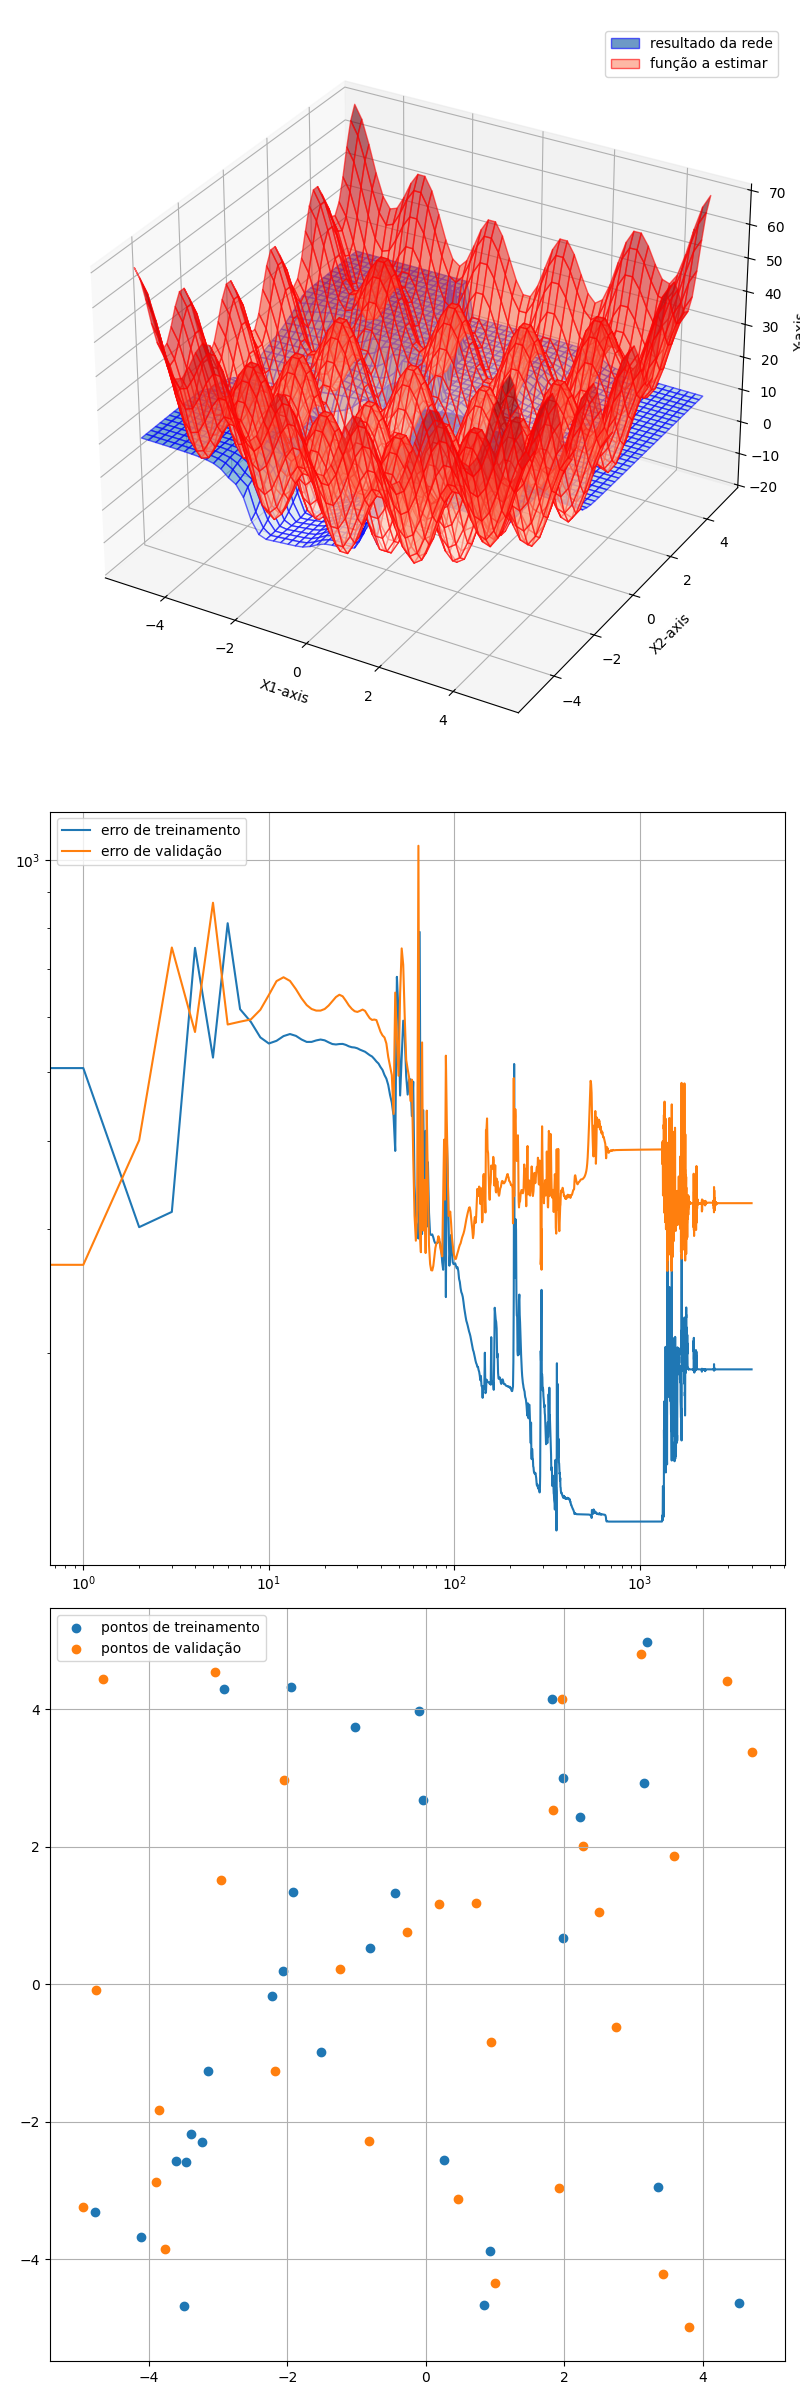 resultado da rede
função a estimar
70
60
50
40
30
20
10
0
−10
−20
Y-axis
4
2
0
−2
−4
X2-axis
−4
−2
0
2
4
X1-axis
erro de treinamento
erro de validação
10³
10⁰ 10¹ 10² 10³
pontos de treinamento
pontos de validação
4
2
0
−2
−4
−4 −2 0 2 4